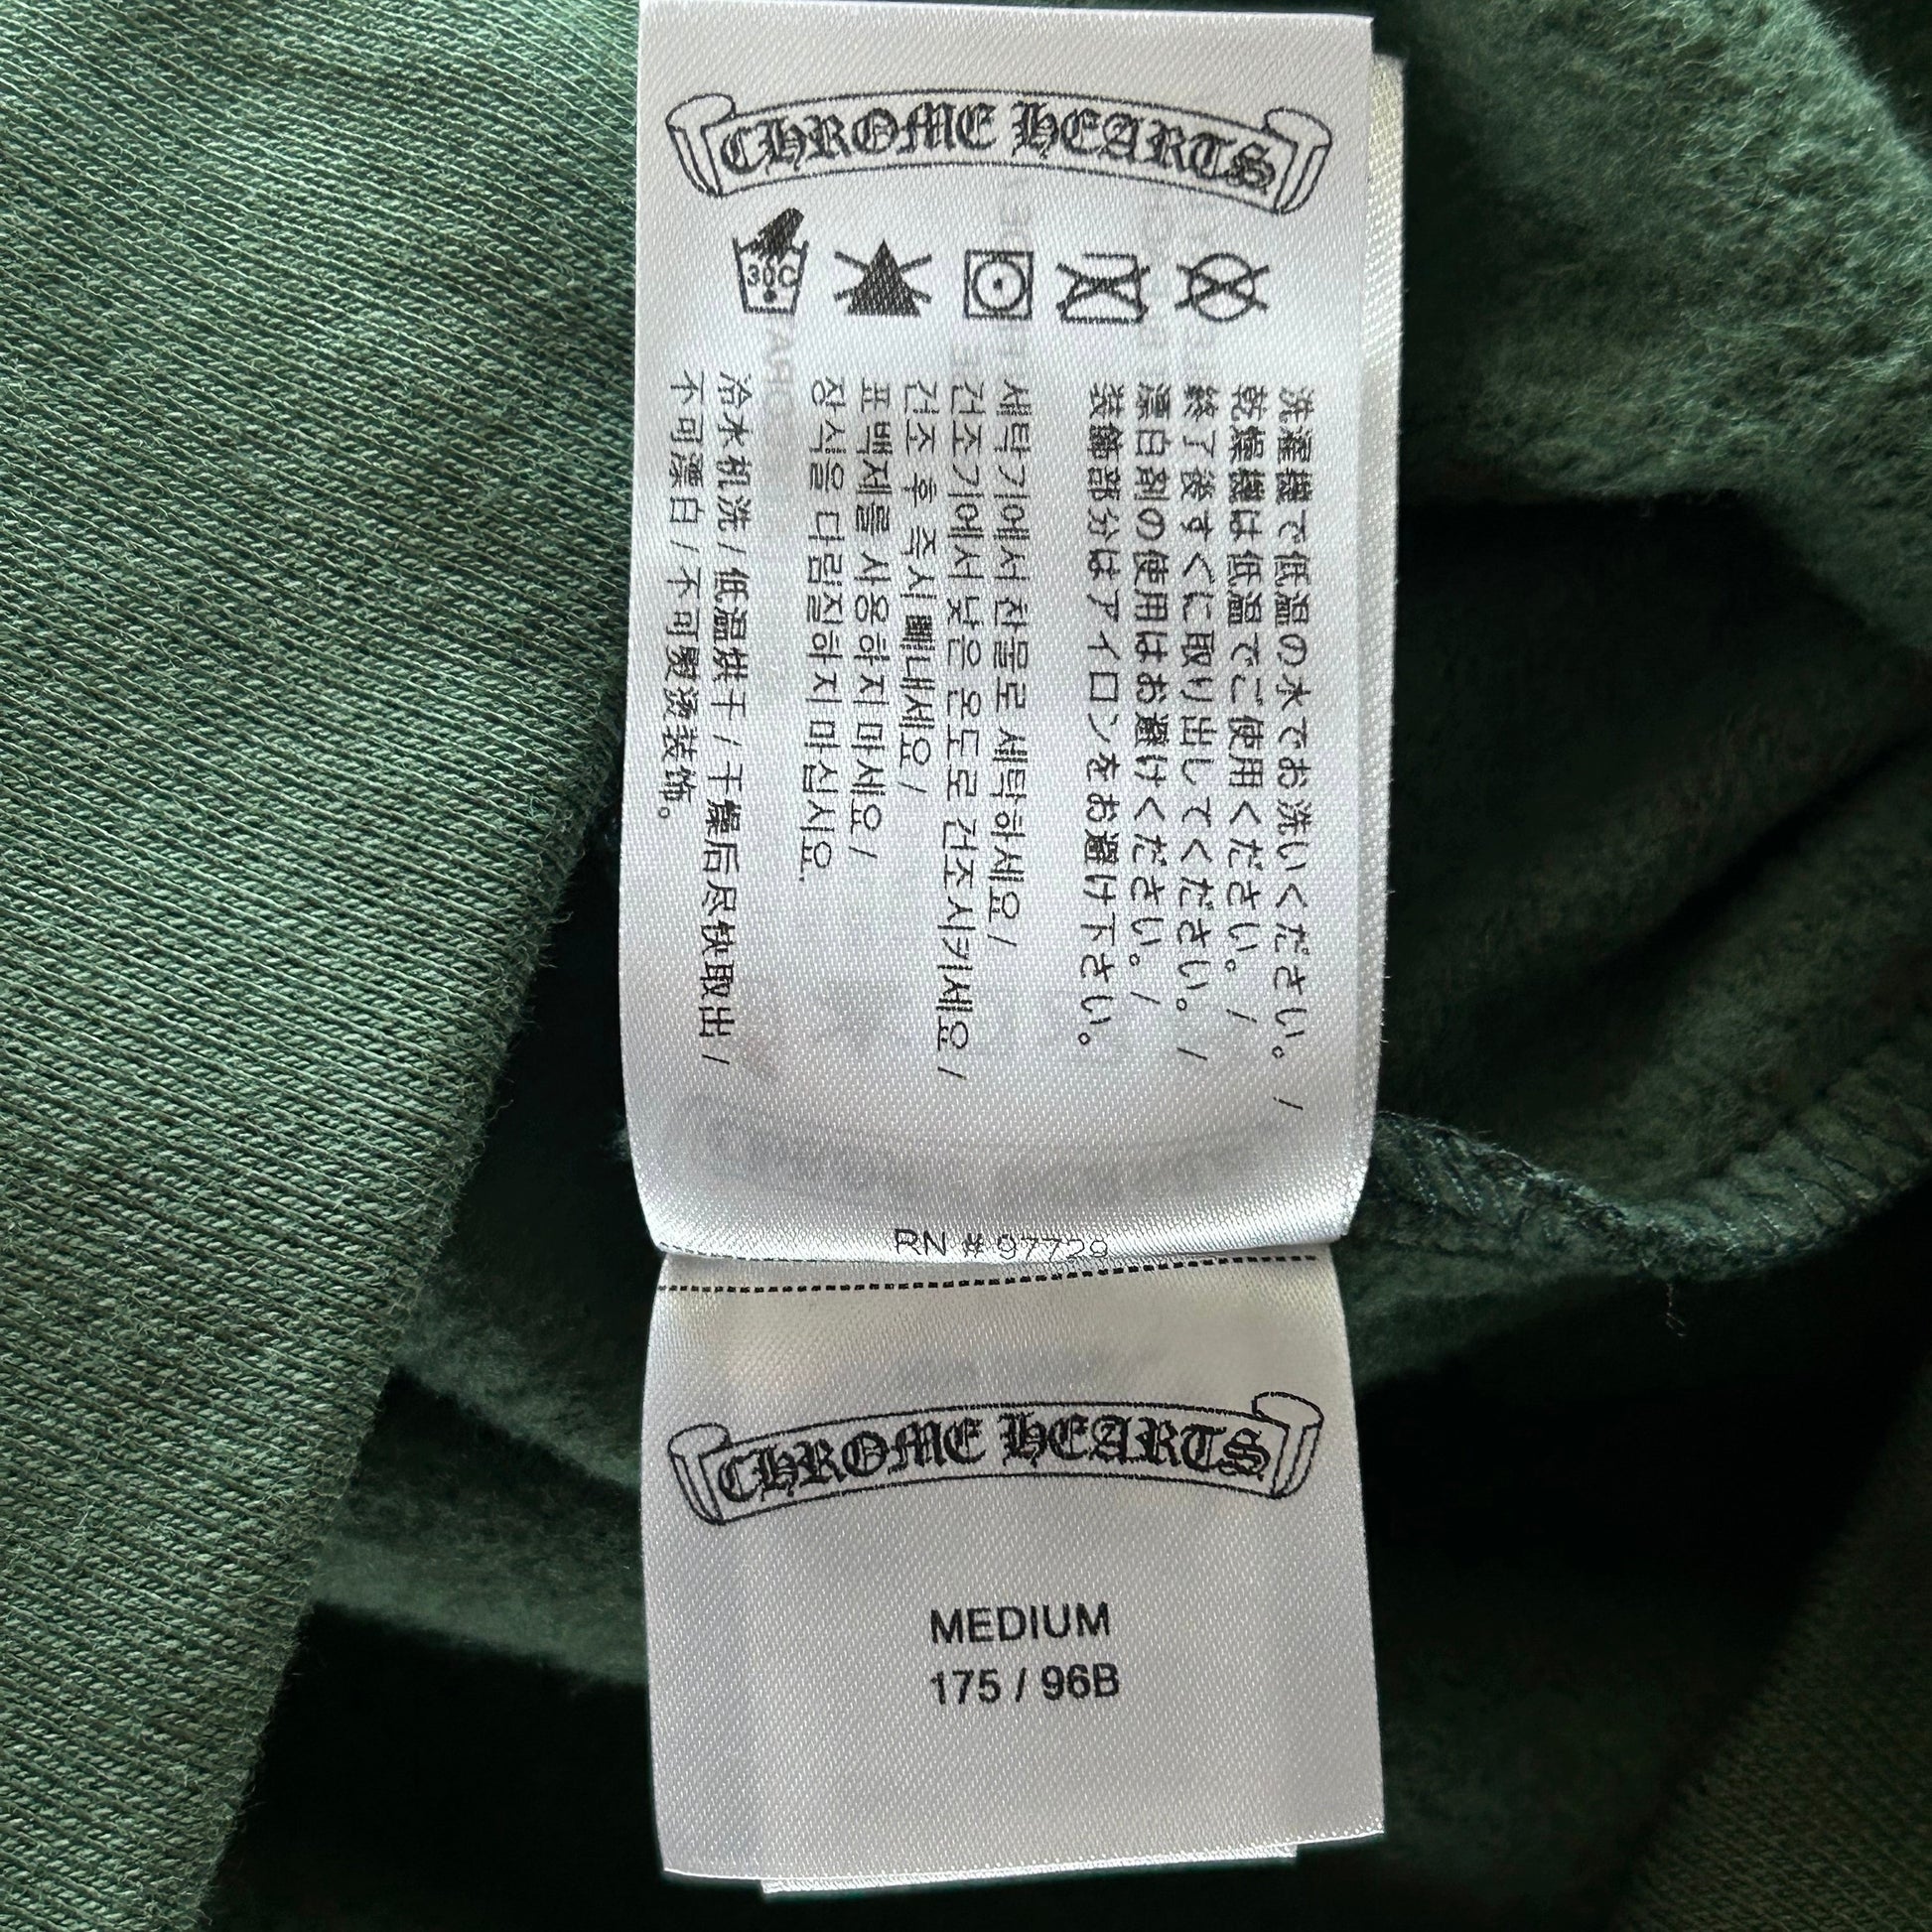 CHROME HEARTS
30C
洗濯機で低温の水でお洗いください。/
乾燥機は低温でご使用ください。/
終了後すぐに取り出してください。/
漂白剤の使用はお避けください。/
装飾部分はアイロンをお避け下さい。
세탁기에서 찬물로 세탁하세요/
건조기에서 낮은 온도로 건조시키세요 /
건조 후 즉시 빼내세요 /
표백제를 사용하지 마세요 /
장식을 다림질하지 마십시요.
冷水机洗 / 低温烘干 / 干燥后尽快取出 /
不可漂白 / 不可熨烫装饰。
RN # 97729
CHROME HEARTS
MEDIUM
175 / 96B